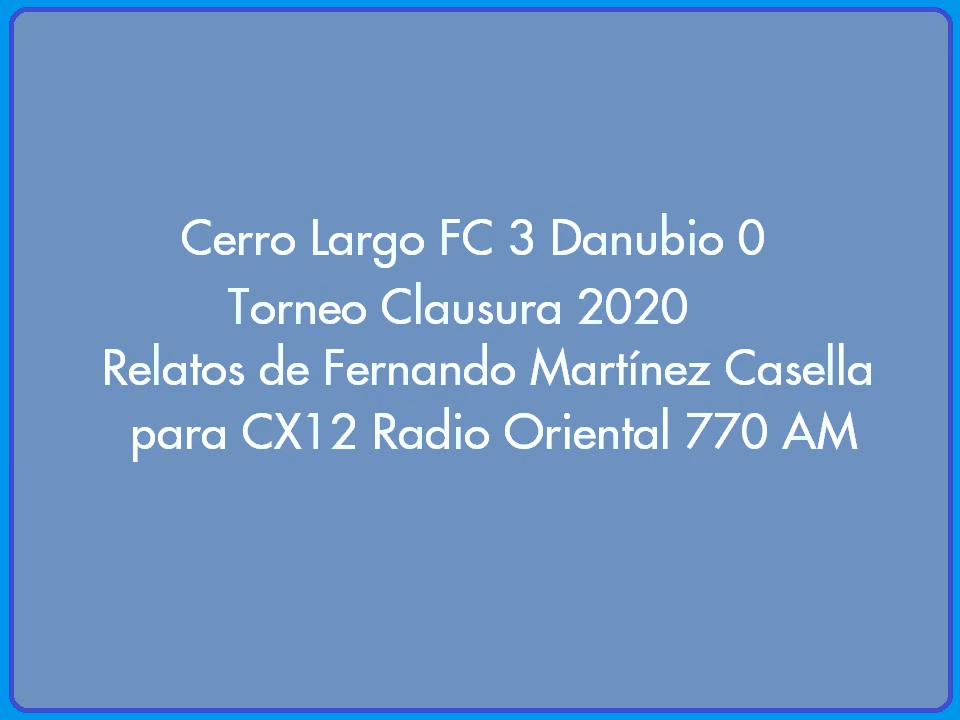 Cerro Largo FC 3 Danubio 0
Torneo Clausura 2020
Relatos de Fernando Martínez Casella
para CX12 Radio Oriental 770 AM